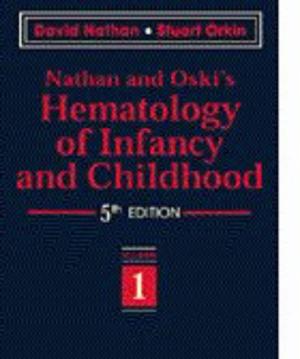 David Nathan • Stuart Orkin
Nathan and Oski's
Hematology
of Infancy
and Childhood
5th EDITION
VOLUME
1